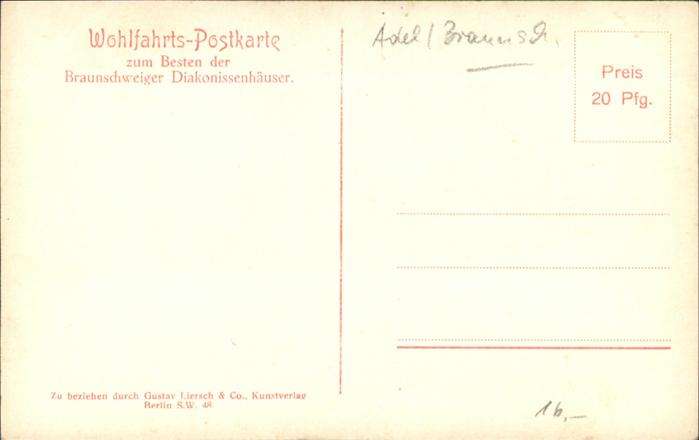 Wohlfahrts-Postkarte
zum Besten der
Braunschweiger Diakonissenhäuser.
Adel / Braunsch.
Preis
20 Pfg.
Zu beziehen durch Gustav Liersch & Co., Kunstverlag
Berlin S.W. 48.
16,-